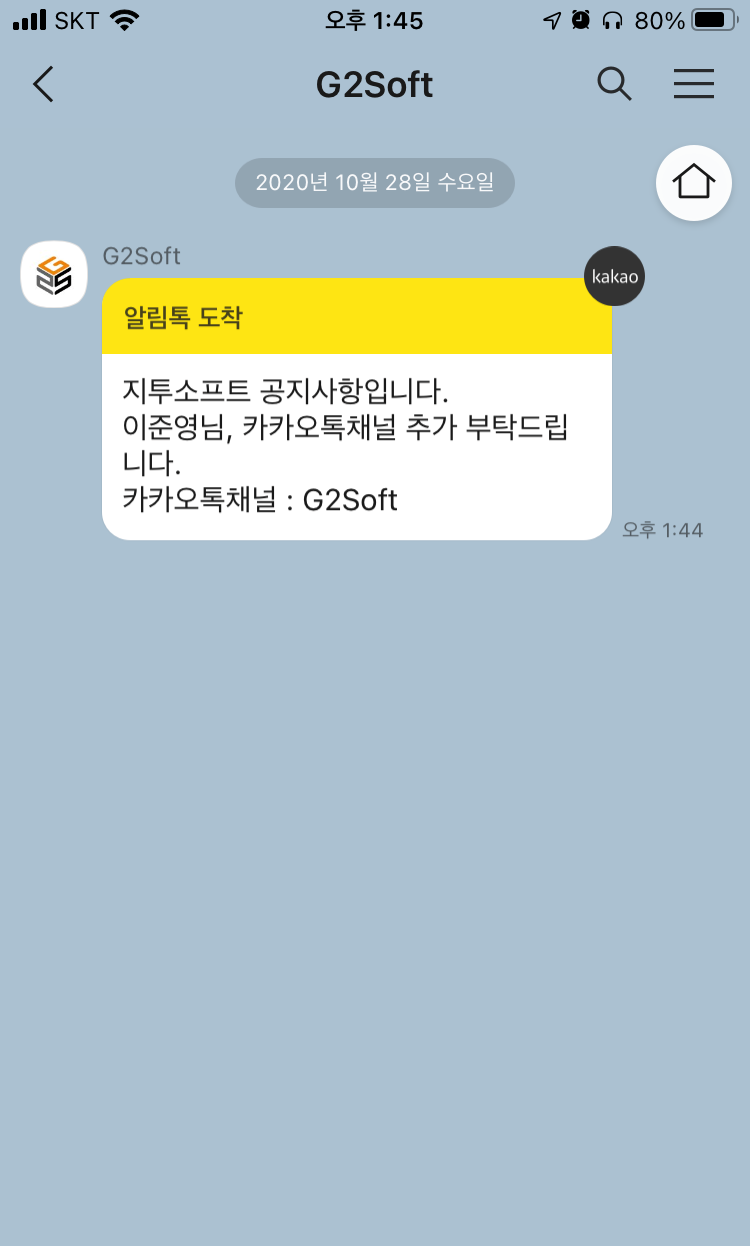 SKT 오후 1:45 80%
G2Soft
2020년 10월 28일 수요일
G2Soft
kakao
알림톡 도착
지투소프트 공지사항입니다.
이준영님, 카카오톡채널 추가 부탁드립
니다.
카카오톡채널 : G2Soft
오후 1:44